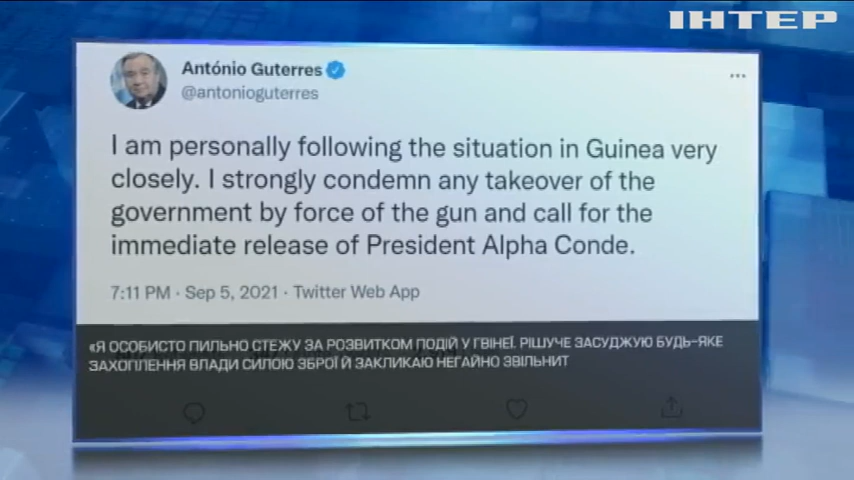 ІНТЕР
António Guterres
@antonioguterres
I am personally following the situation in Guinea very
closely. I strongly condemn any takeover of the
government by force of the gun and call for the
immediate release of President Alpha Conde.
7:11 PM · Sep 5, 2021 · Twitter Web App
«Я ОСОБИСТО ПИЛЬНО СТЕЖУ ЗА РОЗВИТКОМ ПОДІЙ У ГВІНЕЇ. РІШУЧЕ ЗАСУДЖУЮ БУДЬ-ЯКЕ
ЗАХОПЛЕННЯ ВЛАДИ СИЛОЮ ЗБРОЇ Й ЗАКЛИКАЮ НЕГАЙНО ЗВІЛЬНИТ